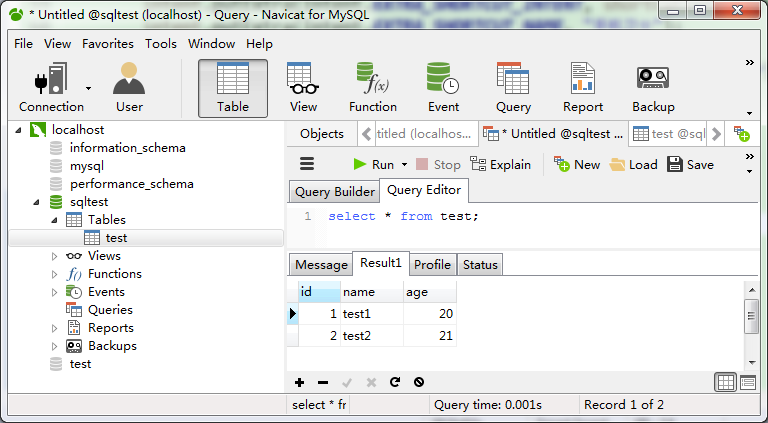 * Untitled @sqltest (localhost) - Query - Navicat for MySQL
File View Favorites Tools Window Help
Connection User Table View Function Event Query Report Backup
localhost
information_schema
mysql
performance_schema
sqltest
Tables
test
Views
Functions
Events
Queries
Reports
Backups
test
Objects
titled (localhos...
* Untitled @sqltest ...
test @sql
Run Stop Explain New Load Save
Query Builder Query Editor
1 select * from test;
Message Result1 Profile Status
id name age
1 test1 20
2 test2 21
select * fr Query time: 0.001s Record 1 of 2